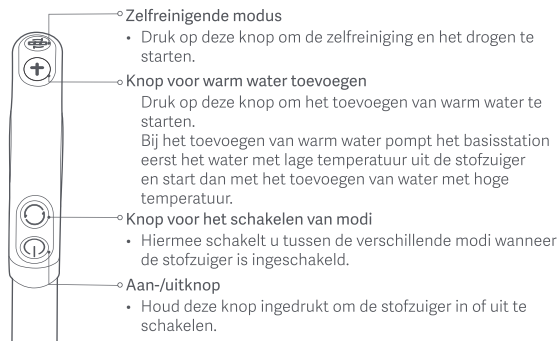 Zelfreinigende modus
• Druk op deze knop om de zelfreiniging en het drogen te
starten.
Knop voor warm water toevoegen
Druk op deze knop om het toevoegen van warm water te
starten.
Bij het toevoegen van warm water pompt het basisstation
eerst het water met lage temperatuur uit de stofzuiger
en start dan met het toevoegen van water met hoge
temperatuur.
Knop voor het schakelen van modi
• Hiermee schakelt u tussen de verschillende modi wanneer
de stofzuiger is ingeschakeld.
Aan-/uitknop
• Houd deze knop ingedrukt om de stofzuiger in of uit te
schakelen.